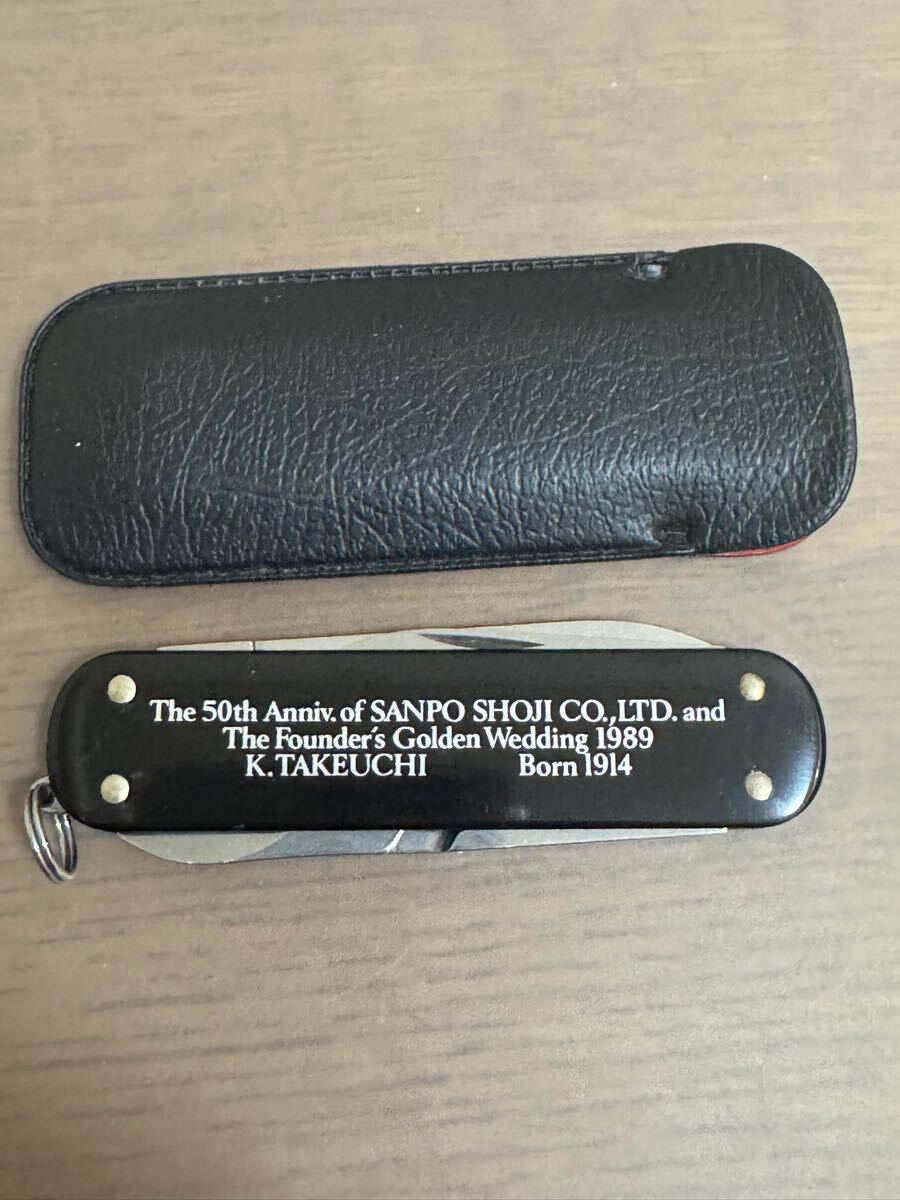 The 50th Anniv. of SANPO SHOJI CO.,LTD. and
The Founder's Golden Wedding 1989
K. TAKEUCHI Born 1914